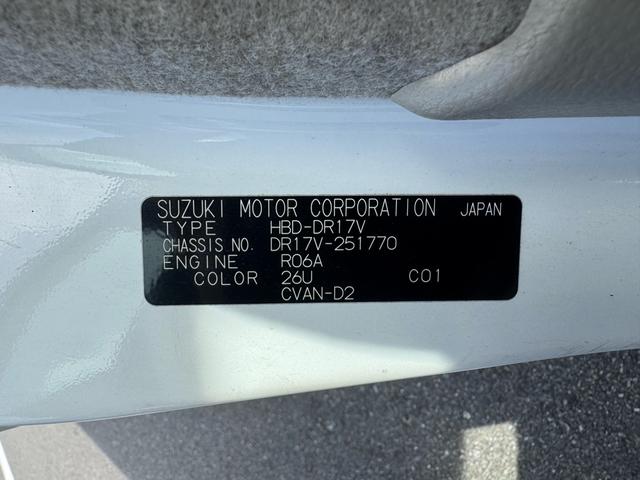 SUZUKI MOTOR CORPORATION JAPAN
TYPE HBD-DR17V
CHASSIS NO. DR17V-251770
ENGINE R06A
COLOR 26U C01
CVAN-D2